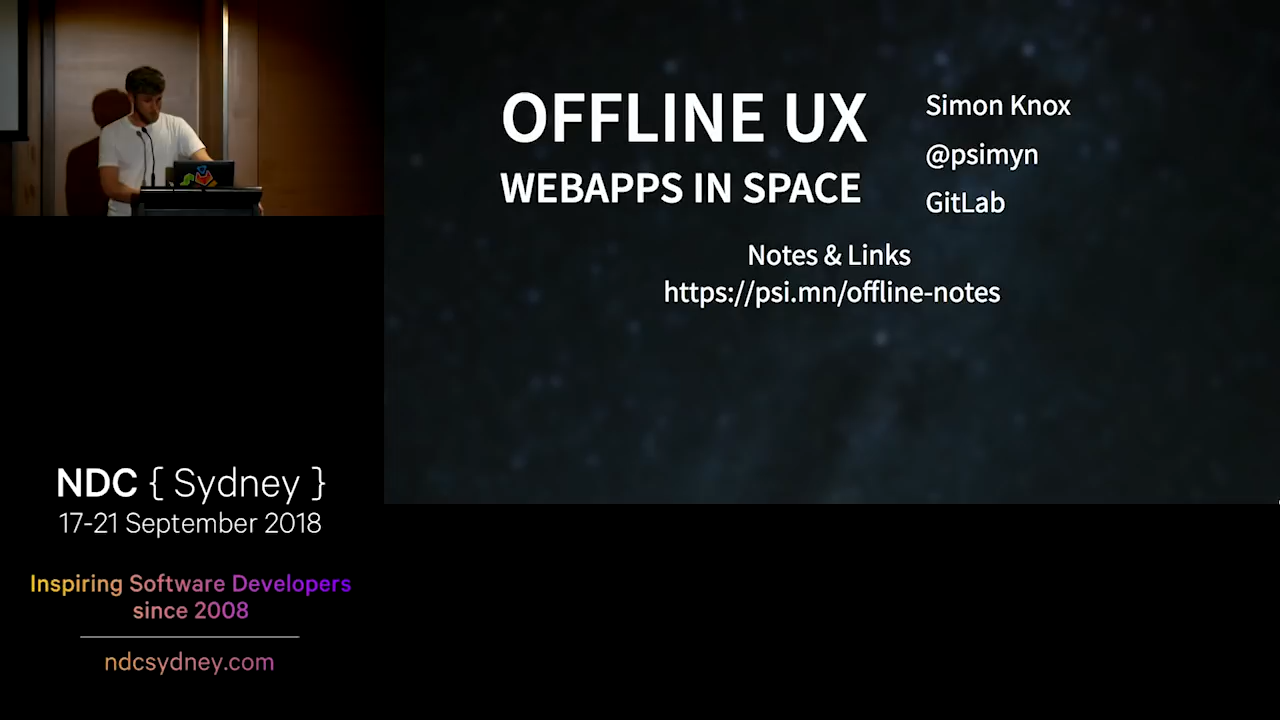 OFFLINE UX
WEBAPPS IN SPACE
Simon Knox
@psimyn
GitLab
Notes & Links
https://psi.mn/offline-notes
NDC { Sydney }
17-21 September 2018
Inspiring Software Developers
since 2008
ndcsydney.com